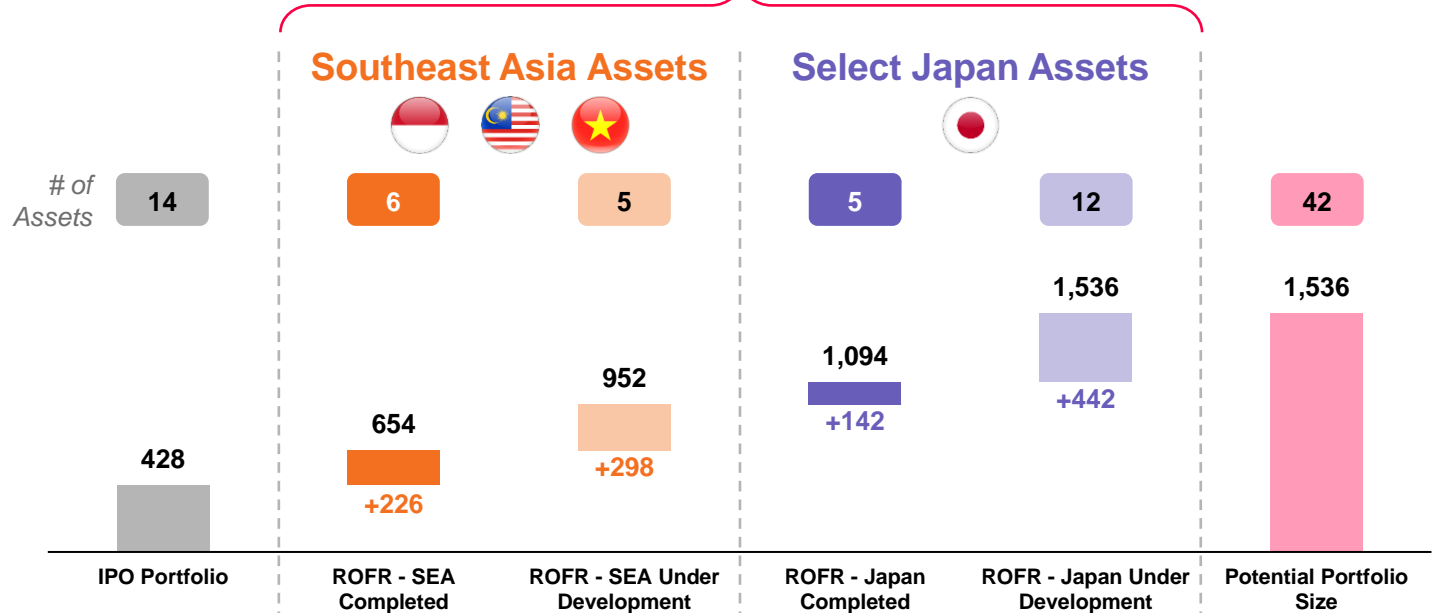 Southeast Asia Assets
Select Japan Assets
# of
Assets
14
6
5
5
12
42
428
654
+226
952
+298
1,094
+142
1,536
+442
1,536
IPO Portfolio
ROFR - SEA
Completed
ROFR - SEA Under
Development
ROFR - Japan
Completed
ROFR - Japan Under
Development
Potential Portfolio
Size